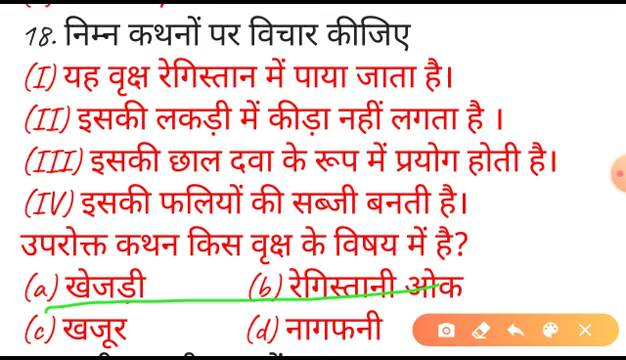 18. निम्न कथनों पर विचार कीजिए
(I) यह वृक्ष रेगिस्तान में पाया जाता है।
(II) इसकी लकड़ी में कीड़ा नहीं लगता है ।
(III) इसकी छाल दवा के रूप में प्रयोग होती है।
(IV) इसकी फलियों की सब्जी बनती है।
उपरोक्त कथन किस वृक्ष के विषय में है?
(a) खेजड़ी (b) रेगिस्तानी ओक
(c) खजूर (d) नागफनी